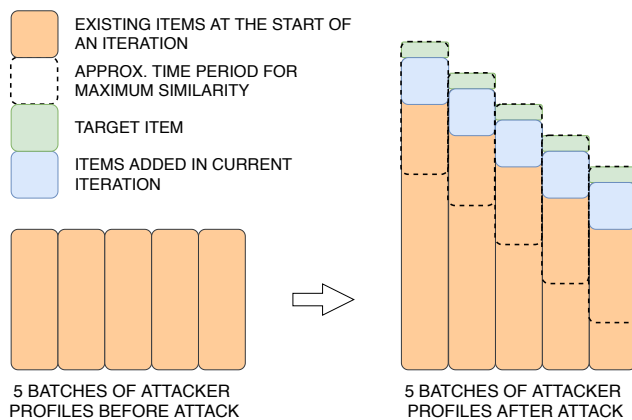 EXISTING ITEMS AT THE START OF
AN ITERATION
APPROX. TIME PERIOD FOR
MAXIMUM SIMILARITY
TARGET ITEM
ITEMS ADDED IN CURRENT
ITERATION
5 BATCHES OF ATTACKER
PROFILES BEFORE ATTACK
5 BATCHES OF ATTACKER
PROFILES AFTER ATTACK